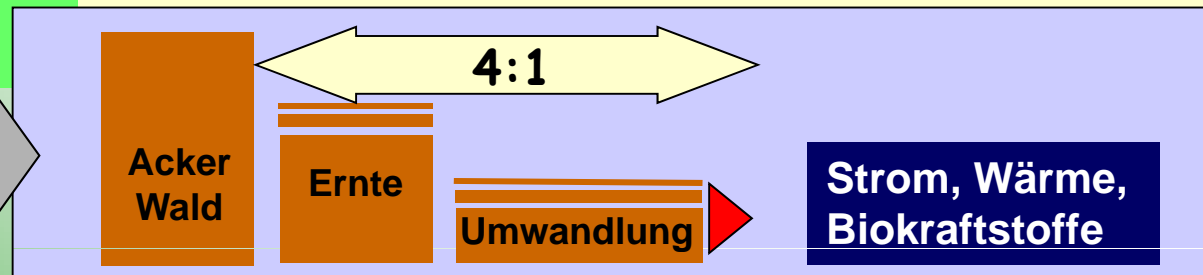 4:1
Acker
Wald
Ernte
Umwandlung
Strom, Wärme,
Biokraftstoffe